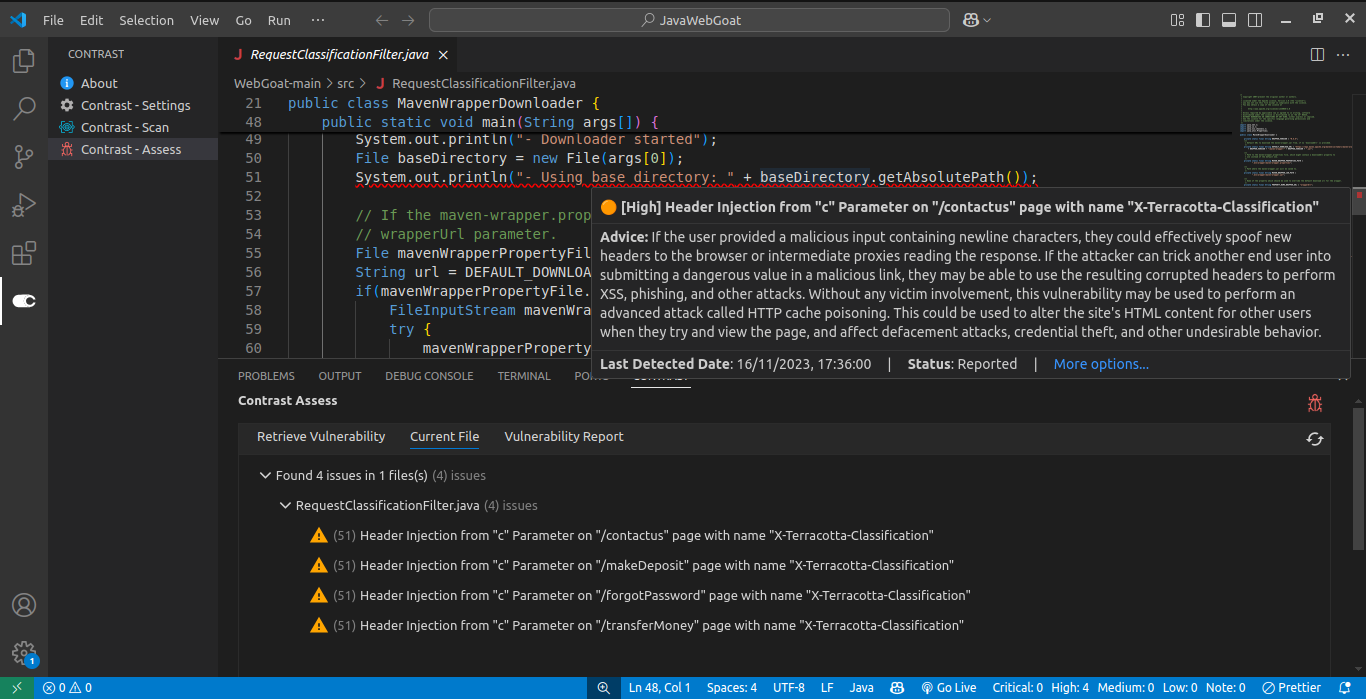 File Edit Selection View Go Run ···
JavaWebGoat
CONTRAST
About
Contrast - Settings
Contrast - Scan
Contrast - Assess
J RequestClassificationFilter.java
WebGoat-main > src > J RequestClassificationFilter.java
21 public class MavenWrapperDownloader {
48 public static void main(String args[]) {
49 System.out.println("- Downloader started");
50 File baseDirectory = new File(args[0]);
51 System.out.println("- Using base directory: " + baseDirectory.getAbsolutePath());
52
53 // If the maven-wrapper.prop
54 // wrapperUrl parameter.
55 File mavenWrapperPropertyFil
56 String url = DEFAULT_DOWNLOA
57 if(mavenWrapperPropertyFile.
58 FileInputStream mavenWra
59 try {
60 mavenWrapperProperty
[High] Header Injection from "c" Parameter on "/contactus" page with name "X-Terracotta-Classification"
Advice: If the user provided a malicious input containing newline characters, they could effectively spoof new
headers to the browser or intermediate proxies reading the response. If the attacker can trick another end user into
submitting a dangerous value in a malicious link, they may be able to use the resulting corrupted headers to perform
XSS, phishing, and other attacks. Without any victim involvement, this vulnerability may be used to perform an
advanced attack called HTTP cache poisoning. This could be used to alter the site's HTML content for other users
when they try and view the page, and affect defacement attacks, credential theft, and other undesirable behavior.
Last Detected Date: 16/11/2023, 17:36:00 | Status: Reported | More options...
PROBLEMS OUTPUT DEBUG CONSOLE TERMINAL
Contrast Assess
Retrieve Vulnerability Current File Vulnerability Report
Found 4 issues in 1 files(s) (4) issues
RequestClassificationFilter.java (4) issues
(51) Header Injection from "c" Parameter on "/contactus" page with name "X-Terracotta-Classification"
(51) Header Injection from "c" Parameter on "/makeDeposit" page with name "X-Terracotta-Classification"
(51) Header Injection from "c" Parameter on "/forgotPassword" page with name "X-Terracotta-Classification"
(51) Header Injection from "c" Parameter on "/transferMoney" page with name "X-Terracotta-Classification"
1
0 0 Ln 48, Col 1 Spaces: 4 UTF-8 LF Java Go Live Critical: 0 High: 4 Medium: 0 Low: 0 Note: 0 Prettier